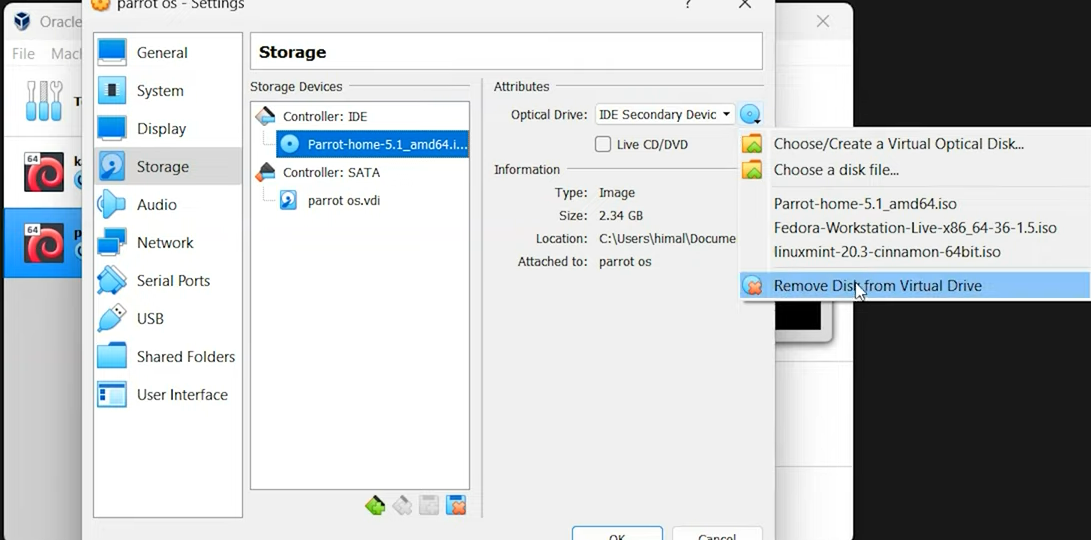 parrot os - Settings
?
Oracle
File Mac
64
64
General
System
Display
Storage
Audio
Network
Serial Ports
USB
Shared Folders
User Interface
Storage
Storage Devices
Controller: IDE
Parrot-home-5.1_amd64.i...
Controller: SATA
parrot os.vdi
Attributes
Optical Drive: IDE Secondary Devic
Live CD/DVD
Information
Type: Image
Size: 2.34 GB
Location: C:\Users\himal\Docume
Attached to: parrot os
Choose/Create a Virtual Optical Disk...
Choose a disk file...
Parrot-home-5.1_amd64.iso
Fedora-Workstation-Live-x86_64-36-1.5.iso
linuxmint-20.3-cinnamon-64bit.iso
Remove Disk from Virtual Drive
OK
Cancel